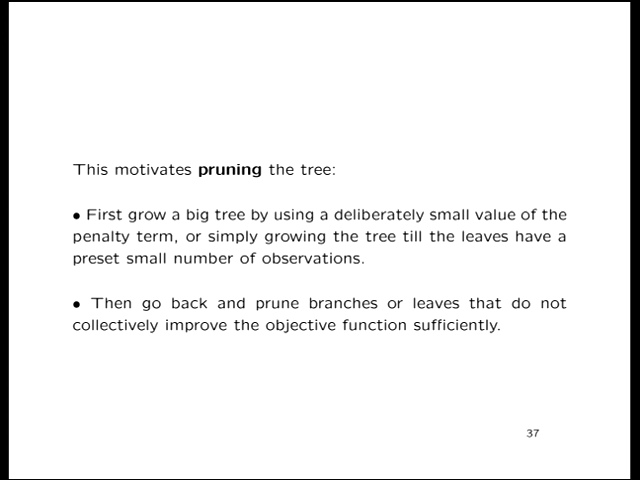 This motivates pruning the tree:
• First grow a big tree by using a deliberately small value of the
penalty term, or simply growing the tree till the leaves have a
preset small number of observations.
• Then go back and prune branches or leaves that do not
collectively improve the objective function sufficiently.
37